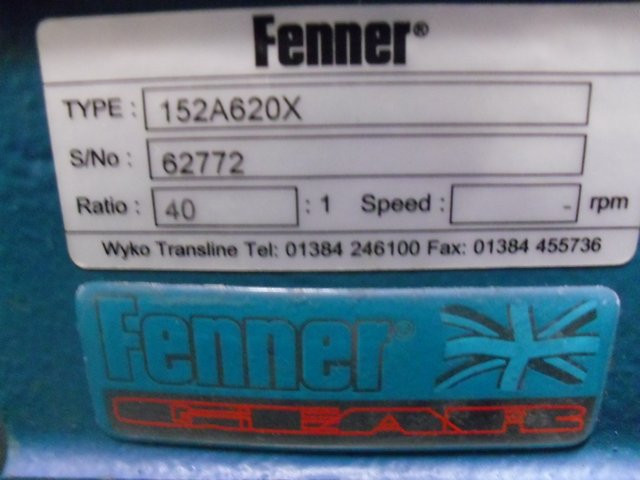 Fenner®
TYPE : 152A620X
S/No : 62772
Ratio : 40 : 1 Speed : - rpm
Wyko Transline Tel: 01384 246100 Fax: 01384 455736
Fenner®
GEAR